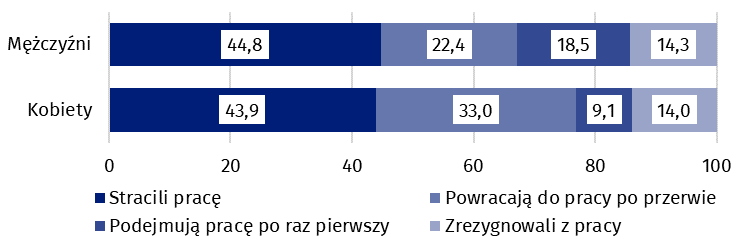 Mężczyźni 44,8 22,4 18,5 14,3
Kobiety 43,9 33,0 9,1 14,0
0 20 40 60 80 100
Stracili pracę Powracają do pracy po przerwie
Podejmują pracę po raz pierwszy Zrezygnowali z pracy